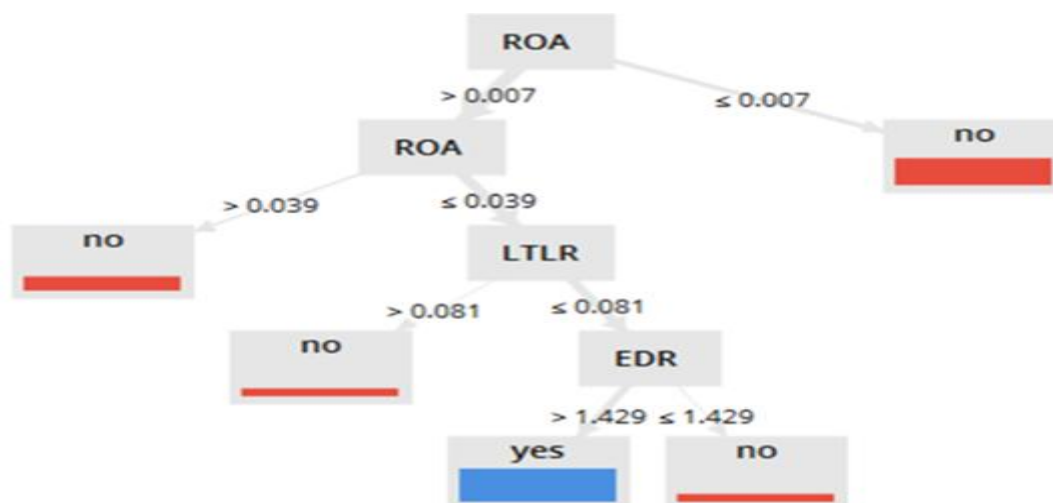 ROA
> 0.007
≤ 0.007
ROA
no
> 0.039
≤ 0.039
no
LTLR
> 0.081
≤ 0.081
no
EDR
> 1.429
≤ 1.429
yes
no